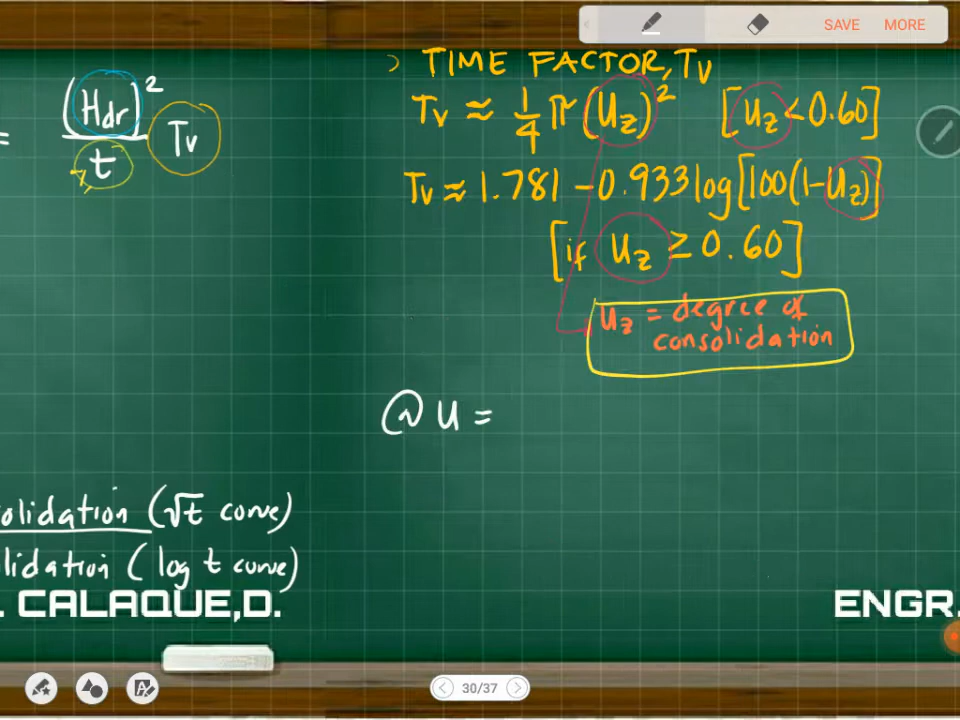 SAVE MORE
> TIME FACTOR, Tv
Tv ≈ 1/4 π (Uz)² [Uz < 0.60]
= (Hdr)²/t Tv
Tv ≈ 1.781 - 0.933 log [100(1-Uz)]
[if Uz ≥ 0.60]
Uz = degree of
consolidation
@ U =
olidation (√t curve)
lidation (log t curve)
. CALAQUE,D. ENGR.
30/37